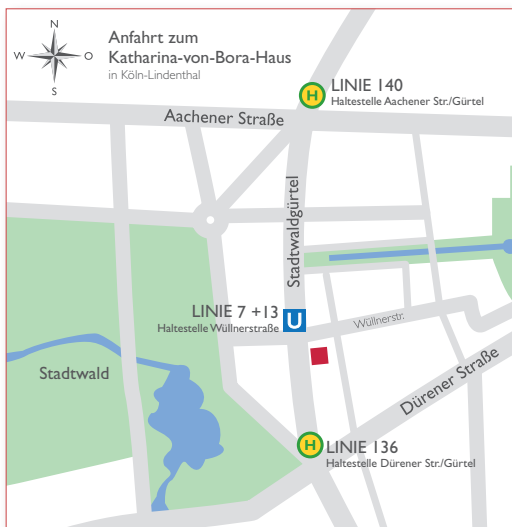 N
W O
S
Anfahrt zum
Katharina-von-Bora-Haus
in Köln-Lindenthal
H
LINIE 140
Haltestelle Aachener Str./Gürtel
Aachener Straße
Stadtwaldgürtel
LINIE 7 +13
Haltestelle Wüllnerstraße
U
Wüllnerstr.
Stadtwald
Dürener Straße
H
LINIE 136
Haltestelle Dürener Str./Gürtel